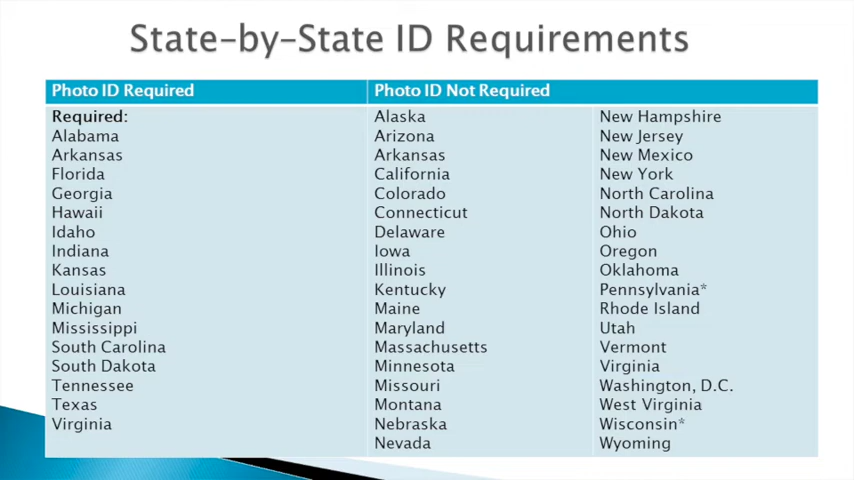 State-by-State ID Requirements
Photo ID Required
Photo ID Not Required
Required:
Alabama
Arkansas
Florida
Georgia
Hawaii
Idaho
Indiana
Kansas
Louisiana
Michigan
Mississippi
South Carolina
South Dakota
Tennessee
Texas
Virginia
Alaska
Arizona
Arkansas
California
Colorado
Connecticut
Delaware
Iowa
Illinois
Kentucky
Maine
Maryland
Massachusetts
Minnesota
Missouri
Montana
Nebraska
Nevada
New Hampshire
New Jersey
New Mexico
New York
North Carolina
North Dakota
Ohio
Oregon
Oklahoma
Pennsylvania*
Rhode Island
Utah
Vermont
Virginia
Washington, D.C.
West Virginia
Wisconsin*
Wyoming